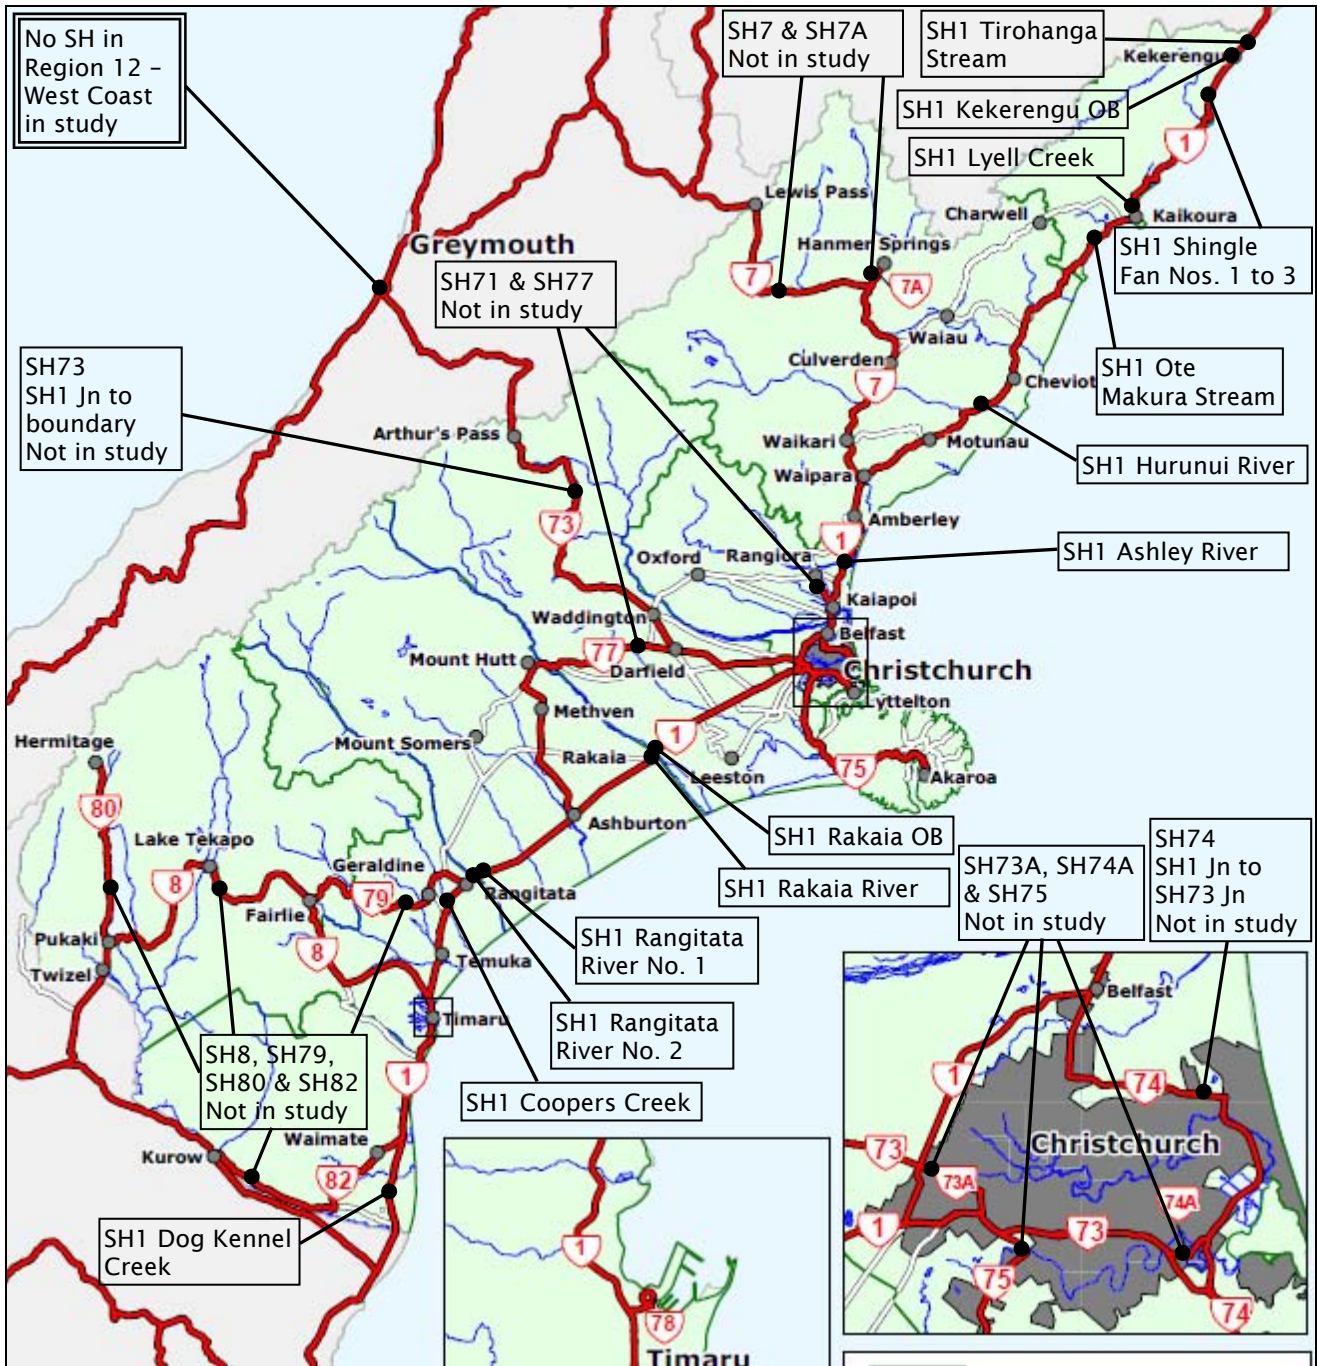 No SH in
Region 12 –
West Coast
in study
SH7 & SH7A
Not in study
SH1 Tirohanga
Stream
Kekerengu
SH1 Kekerengu OB
1
SH1 Lyell Creek
Lewis Pass
Charwell
Kaikoura
Hanmer Springs
Greymouth
SH1 Shingle
Fan Nos. 1 to 3
SH71 & SH77
Not in study
7
7A
Waiau
SH73
SH1 Jn to
boundary
Not in study
Culverden
7
Cheviot
SH1 Ote
Makura Stream
Arthur's Pass
Waikari
Motunau
Waipara
SH1 Hurunui River
73
Amberley
1
SH1 Ashley River
Oxford
Rangiora
Kaiapoi
Waddington
Belfast
Mount Hutt
77
Darfield
Christchurch
Lyttelton
Methven
Hermitage
Mount Somers
1
Rakaia
Leeston
75
Akaroa
80
Ashburton
SH1 Rakaia OB
Lake Tekapo
Geraldine
8
79
Rangitata
SH1 Rakaia River
SH73A, SH74A
& SH75
Not in study
SH74
SH1 Jn to
SH73 Jn
Not in study
Fairlie
Pukaki
8
Temuka
SH1 Rangitata
River No. 1
Twizel
Timaru
SH1 Rangitata
River No. 2
SH8, SH79,
SH80 & SH82
Not in study
1
SH1 Coopers Creek
Waimate
Kurow
82
SH1 Dog Kennel
Creek
1
78
Timaru
Belfast
1
74
73
Christchurch
73A
74A
1
73
75
74